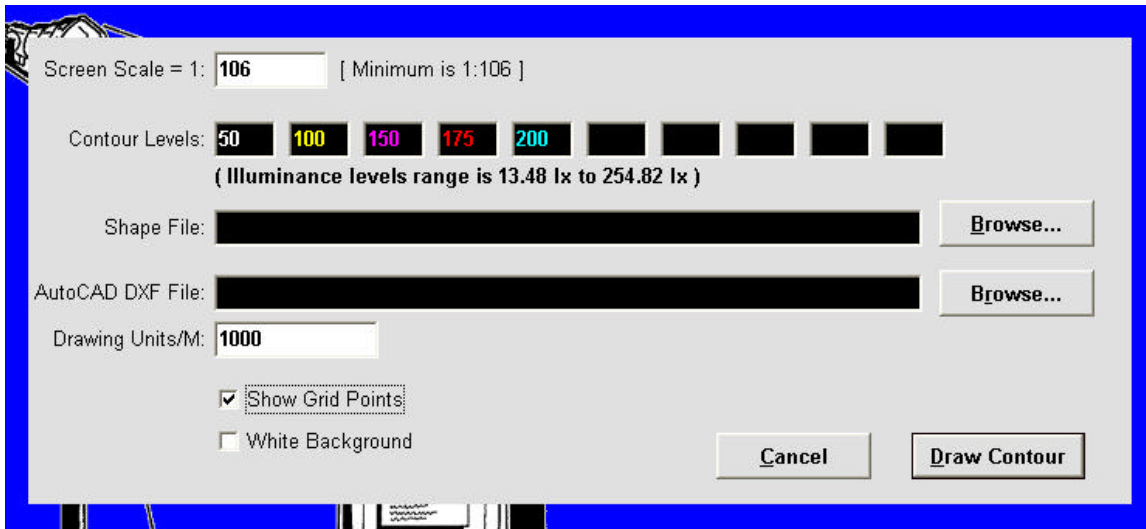 Screen Scale = 1: 106 [ Minimum is 1:106 ]
Contour Levels: 50 100 150 175 200
( Illuminance levels range is 13.48 lx to 254.82 lx )
Shape File: Browse...
AutoCAD DXF File: Browse...
Drawing Units/M: 1000
Show Grid Points
White Background
Cancel Draw Contour